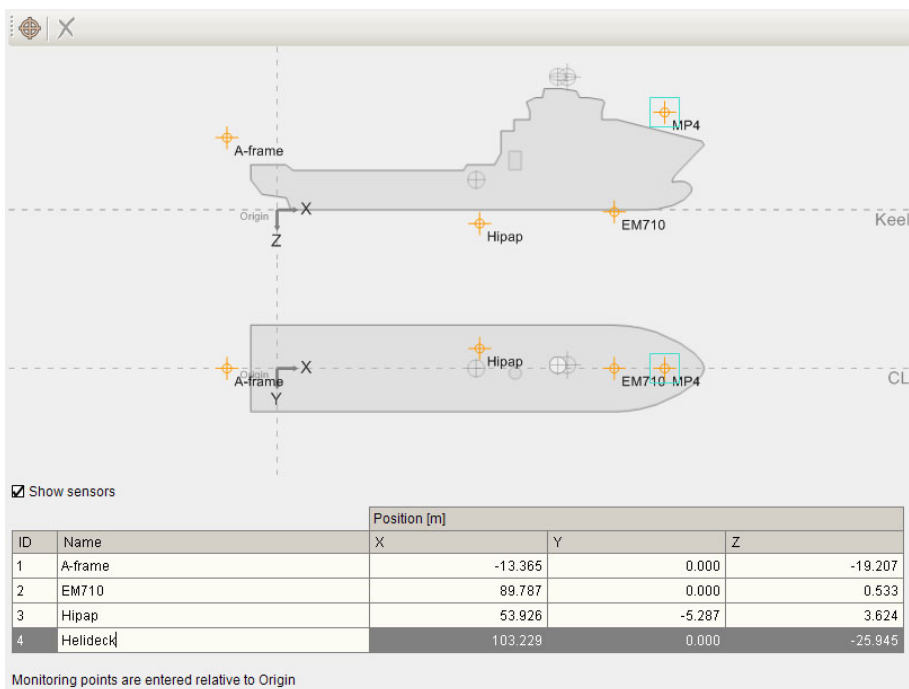 MP4
A-frame
Origin
X
Z
Hipap
EM710
Keel
Origin
X
Y
A-frame
Hipap
EM710 MP4
CL
Show sensors
Position [m]
ID Name X Y Z
1 A-frame -13.365 0.000 -19.207
2 EM710 89.787 0.000 0.533
3 Hipap 53.926 -5.287 3.624
4 Helideck 103.229 0.000 -25.945
Monitoring points are entered relative to Origin